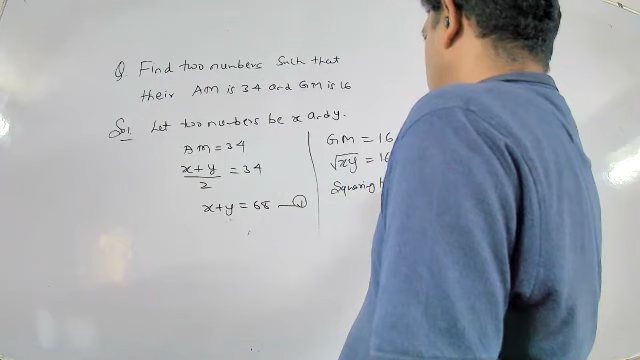 Q. Find two numbers such that
their AM is 34 and GM is 16
Sol. Let two numbers be x and y.
AM = 34
x + y / 2 = 34
x + y = 68 — ①
GM = 16
√xy = 16
Squaring